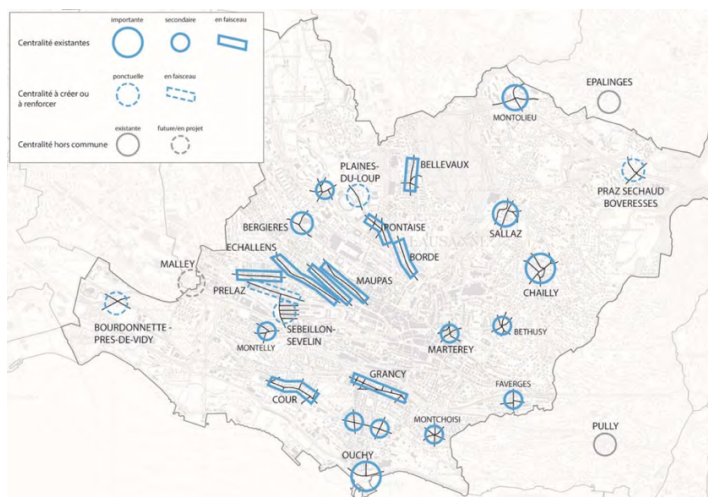 importante
secondaire
en faisceau
Centralité existantes
ponctuelle
en faisceau
Centralité à créer ou
à renforcer
existante
future/en projet
Centralité hors commune
EPALINGES
MONTOLIEU
PLAINES-
DU-LOUP
BELLEVAUX
PRAZ SECHAUD
BOVERESSES
BERGIERES
PONTAISE
LAUSANNE
SALLAZ
ECHALLENS
BORDE
MALLEY
MAUPAS
CHAILLY
PRELAZ
BOURDONNETTE -
PRES-DE-VIDY
SEBEILLON-
SEVELIN
MONTELLY
MARTEREY
BETHUSY
GRANCY
COUR
FAVERGES
MONTCHOISI
PULLY
OUCHY